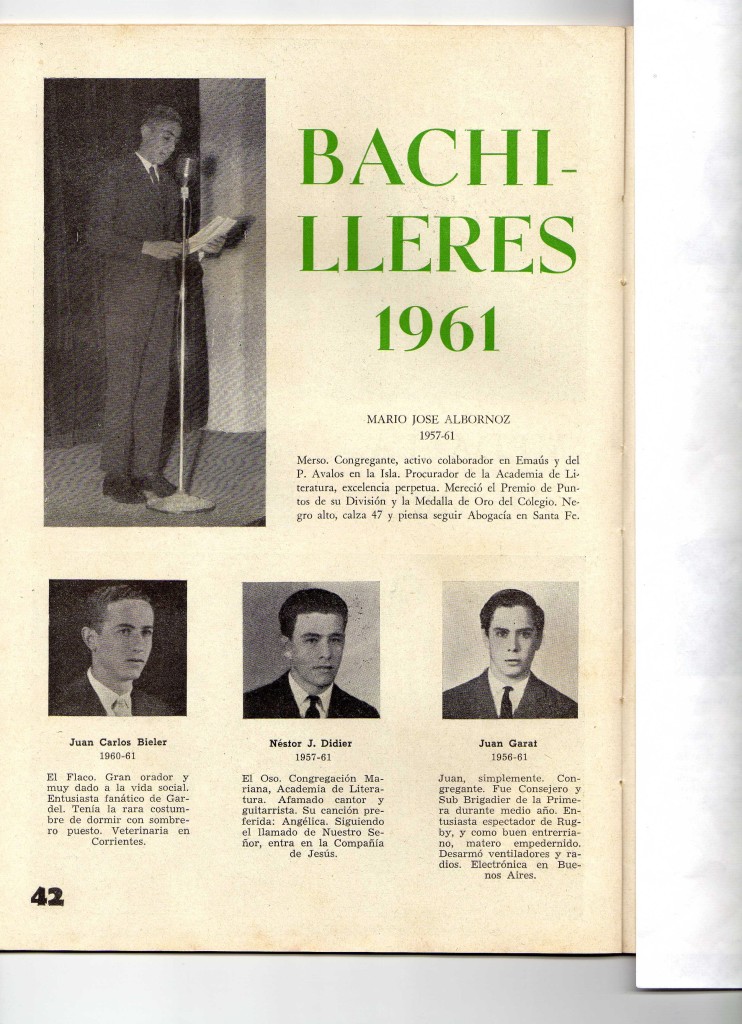 BACHI-
LLERES
1961
MARIO JOSE ALBORNOZ
1957-61
Merso. Congregante, activo colaborador en Emaús y del
P. Avalos en la Isla. Procurador de la Academia de Li-
teratura, excelencia perpetua. Mereció el Premio de Pun-
tos de su División y la Medalla de Oro del Colegio. Ne-
gro alto, calza 47 y piensa seguir Abogacía en Santa Fe.
Juan Carlos Bieler
1960-61
El Flaco. Gran orador y
muy dado a la vida social.
Entusiasta fanático de Gar-
del. Tenía la rara costum-
bre de dormir con sombre-
ro puesto. Veterinaria en
Corrientes.
Néstor J. Didier
1957-61
El Oso. Congregación Ma-
riana, Academia de Litera-
tura. Afamado cantor y
guitarrista. Su canción pre-
ferida: Angélica. Siguiendo
el llamado de Nuestro Se-
ñor, entra en la Compañía
de Jesús.
Juan Garat
1956-61
Juan, simplemente. Con-
gregante. Fue Consejero y
Sub Brigadier de la Prime-
ra durante medio año. En-
tusiasta espectador de Rug-
by, y como buen entrerria-
no, matero empedernido.
Desarmó ventiladores y ra-
dios. Electrónica en Bue-
nos Aires.
42